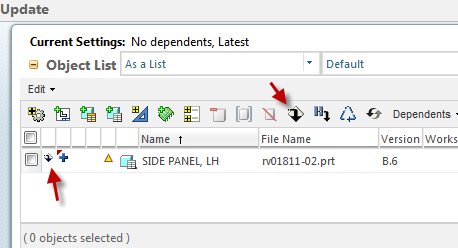 Update
Current Settings: No dependents, Latest
Object List As a List Default
Edit
Dependents
Name ↑ File Name Version Works
SIDE PANEL, LH rv01811-02.prt B.6
( 0 objects selected )